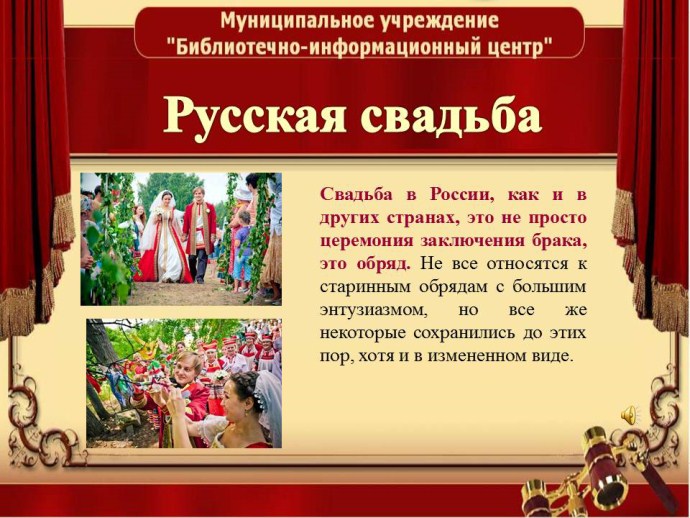 Муниципальное учреждение
"Библиотечно-информационный центр"
Русская свадьба
Свадьба в России, как и в
других странах, это не просто
церемония заключения брака,
это обряд. Не все относятся к
старинным обрядам с большим
энтузиазмом, но все же
некоторые сохранились до этих
пор, хотя и в измененном виде.